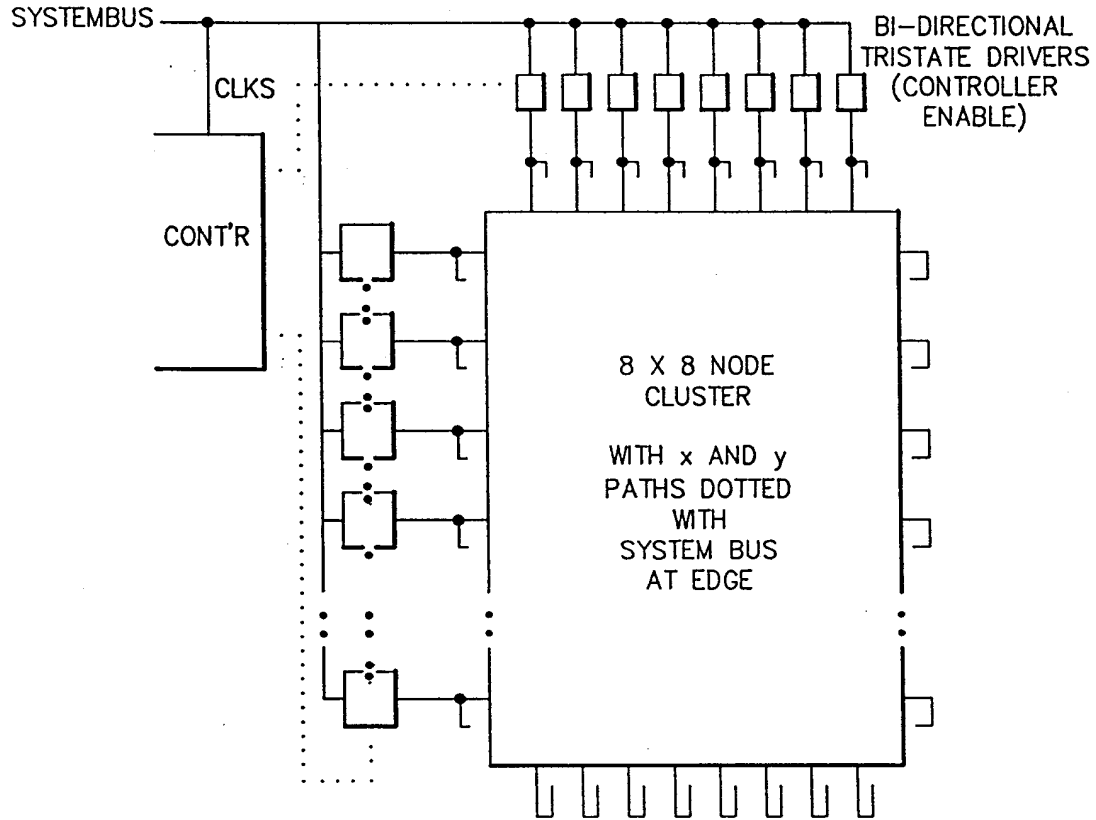 SYSTEMBUS
BI-DIRECTIONAL
TRISTATE DRIVERS
(CONTROLLER
ENABLE)
CLKS
CONT'R
8 X 8 NODE
CLUSTER
WITH x AND y
PATHS DOTTED
WITH
SYSTEM BUS
AT EDGE